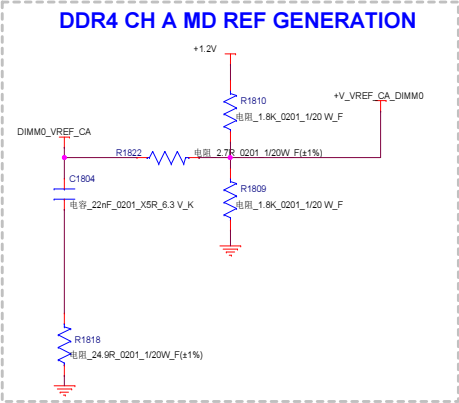 DDR4 CH A MD REF GENERATION
+1.2V
+V_VREF_CA_DIMM0
R1810
电阻_1.8K_0201_1/20 W_F
DIMM0_VREF_CA
R1822
电阻_2.7R_0201_1/20W_F(±1%)
C1804
电容_22nF_0201_X5R_6.3 V_K
R1809
电阻_1.8K_0201_1/20 W_F
R1818
电阻_24.9R_0201_1/20W_F(±1%)